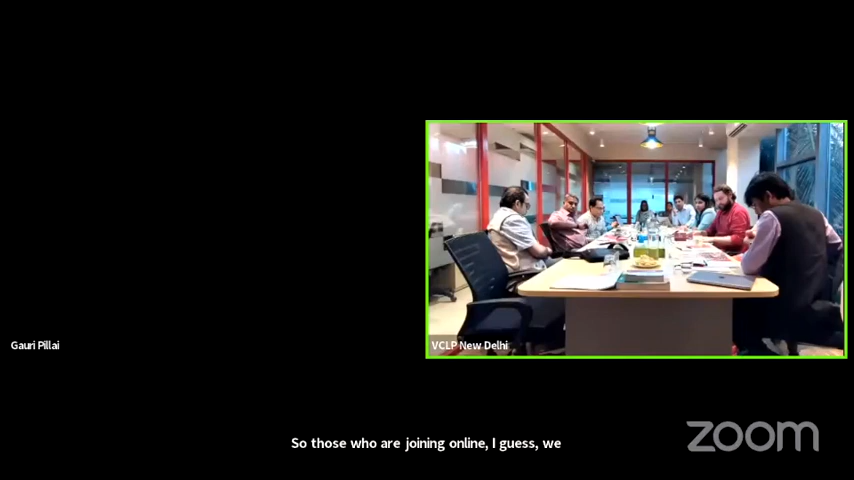 Gauri Pillai
VCLP New Delhi
So those who are joining online, I guess, we
zoom